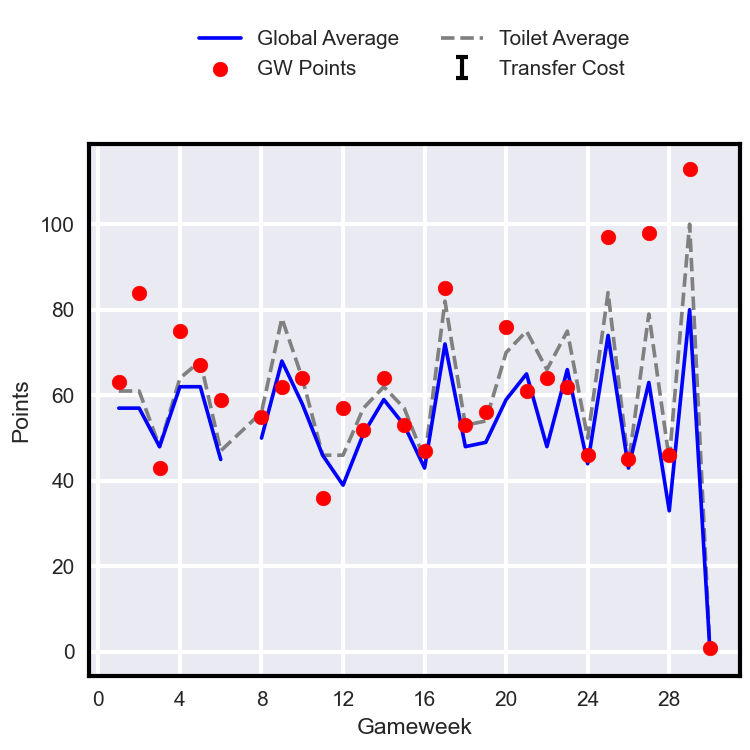 Global Average
Toilet Average
GW Points
Transfer Cost
100
80
60
40
20
0
Points
0 4 8 12 16 20 24 28
Gameweek